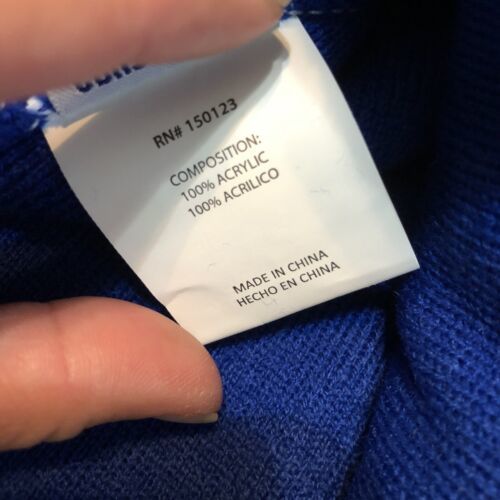 RN# 150123
COMPOSITION:
100% ACRYLIC
100% ACRILICO
MADE IN CHINA
HECHO EN CHINA